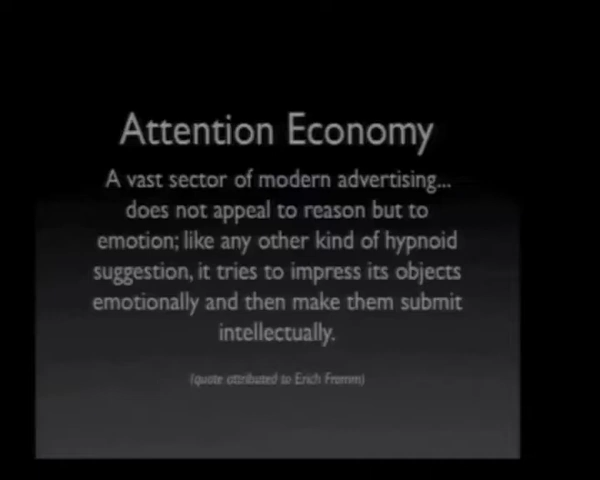 Attention Economy
A vast sector of modern advertising...
does not appeal to reason but to
emotion; like any other kind of hypnoid
suggestion, it tries to impress its objects
emotionally and then make them submit
intellectually.
(quote attributed to Erich Fromm)